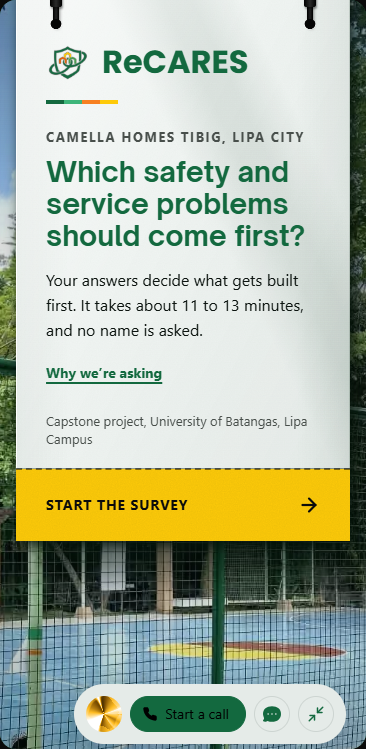 ReCARES
CAMELLA HOMES TIBIG, LIPA CITY
Which safety and
service problems
should come first?
Your answers decide what gets built
first. It takes about 11 to 13 minutes,
and no name is asked.
Why we’re asking
Capstone project, University of Batangas, Lipa
Campus
START THE SURVEY
Start a call